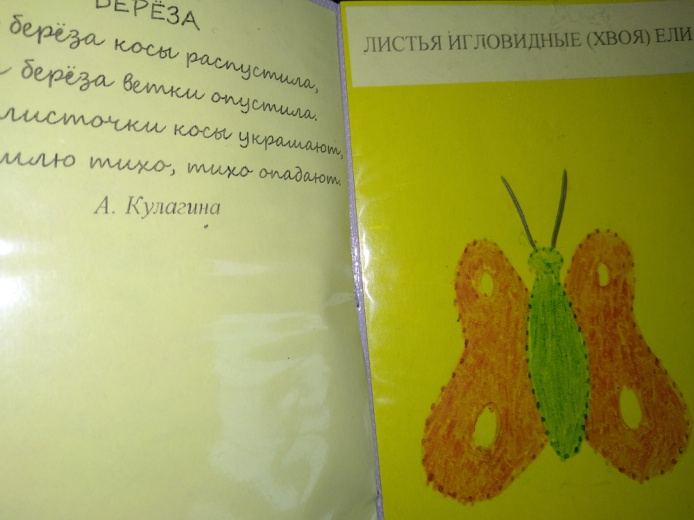 БЕРЁЗА
берёза косы распустила,
берёза ветки опустила.
листочки косы украшают,
тихо, тихо опадают.
А. Кулагина
ЛИСТЬЯ ИГЛОВИДНЫЕ (ХВОЯ) ЕЛИ